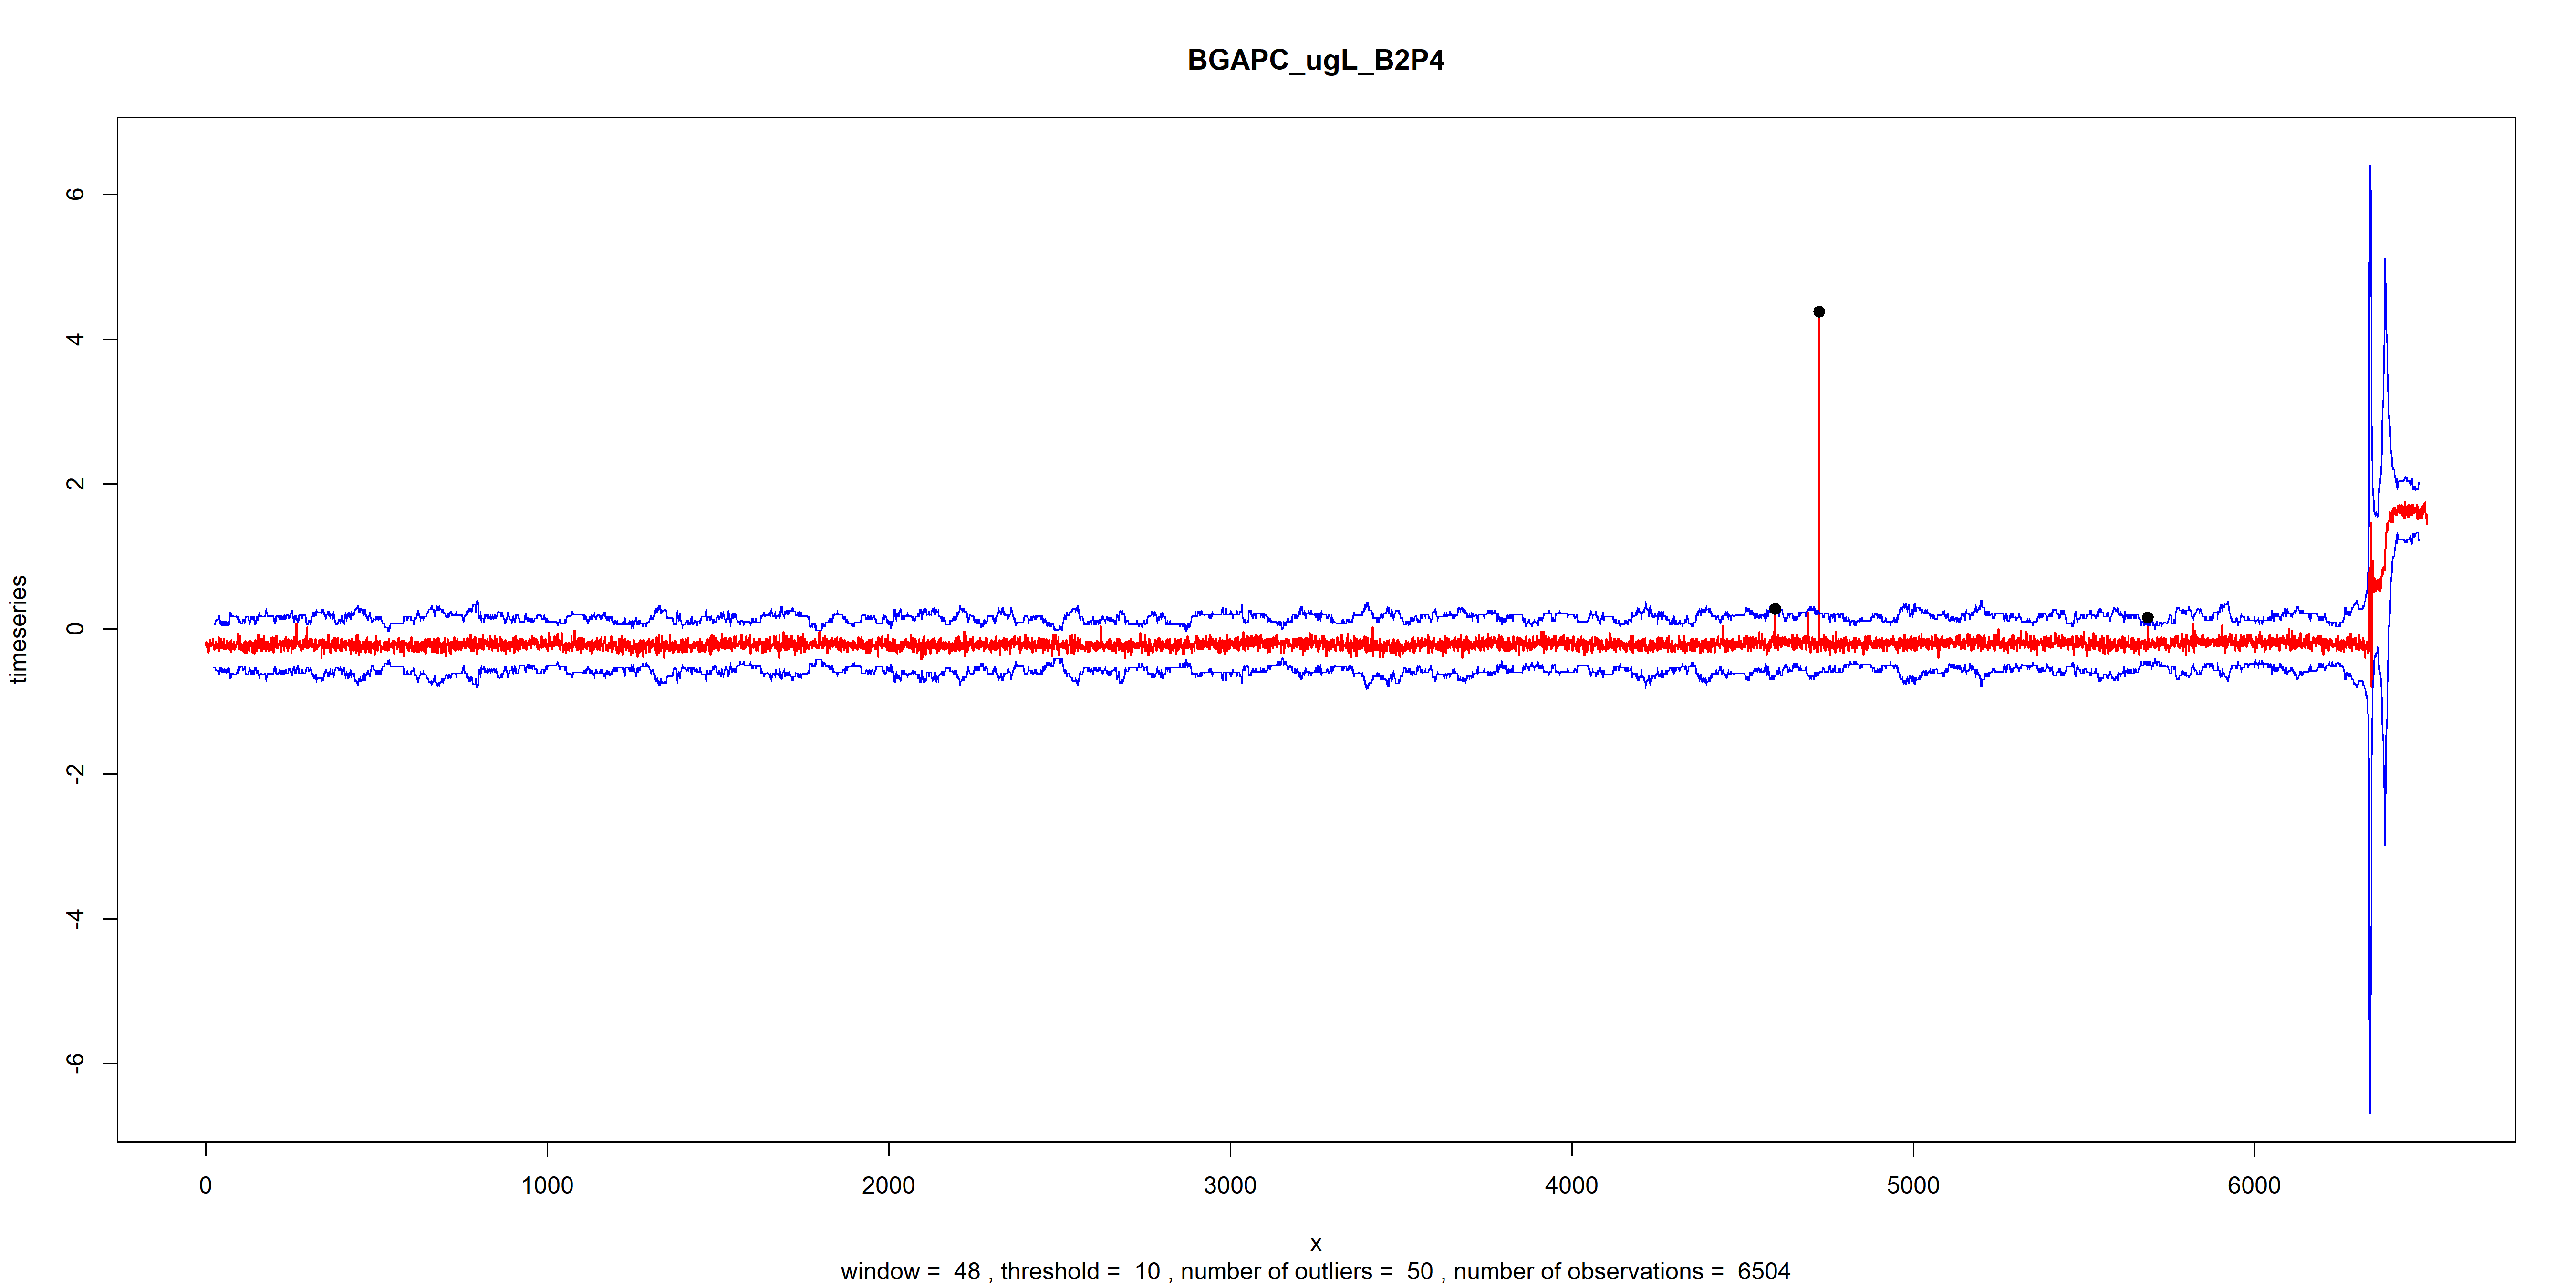 BGAPC_ugL_B2P4
timeseries
6
4
2
0
-2
-4
-6
0 1000 2000 3000 4000 5000 6000
x
window = 48 , threshold = 10 , number of outliers = 50 , number of observations = 6504